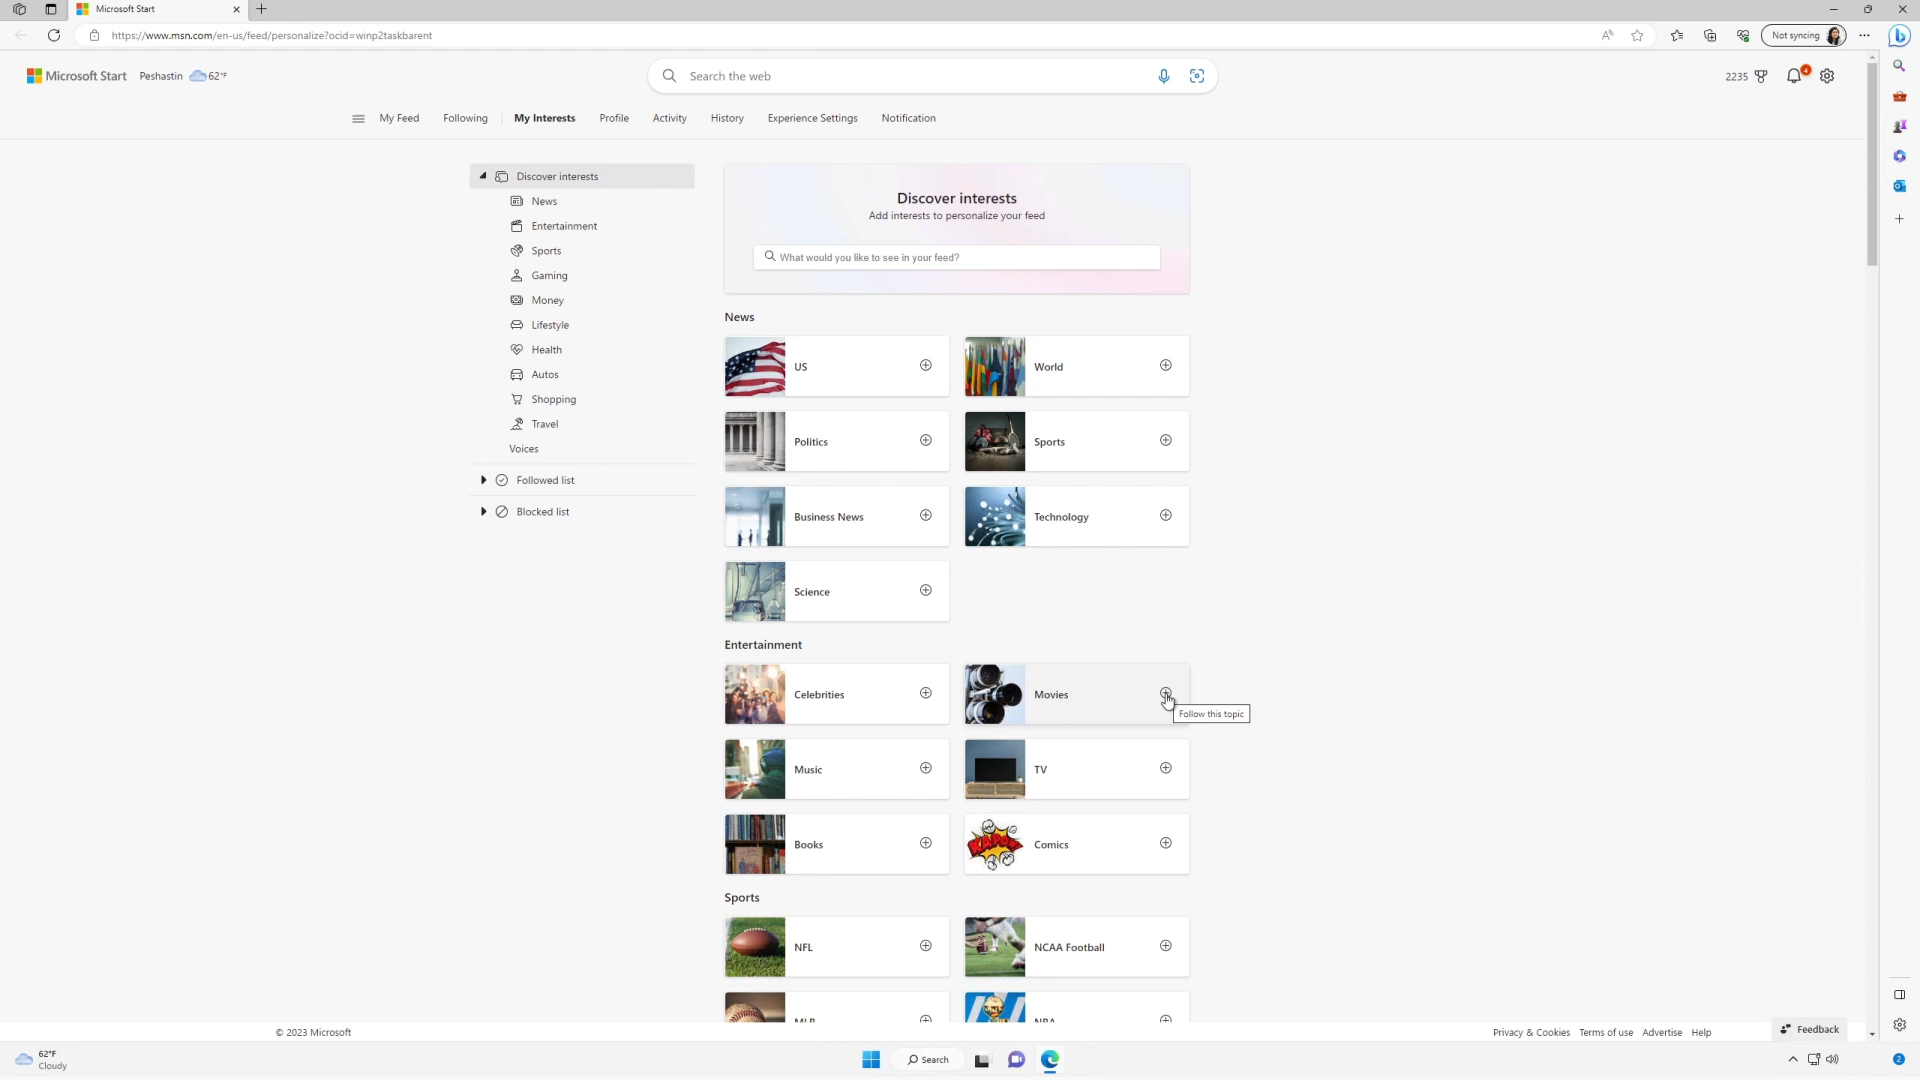 Microsoft Start
https://www.msn.com/en-us/feed/personalize?ocid=winp2taskbarent
Not syncing
Microsoft Start Peshastin 62°F
Search the web
2235
4
My Feed Following My Interests Profile Activity History Experience Settings Notification
Discover interests
News
Entertainment
Sports
Gaming
Money
Lifestyle
Health
Autos
Shopping
Travel
Voices
Followed list
Blocked list
Discover interests
Add interests to personalize your feed
What would you like to see in your feed?
News
US
World
Politics
Sports
Business News
Technology
Science
Entertainment
Celebrities
Movies
Follow this topic
Music
TV
Books
KAPOW!
Comics
Sports
NFL
NCAA Football
MLB
NBA
© 2023 Microsoft
Privacy & Cookies Terms of use Advertise Help
Feedback
62°F
Cloudy
Search
2